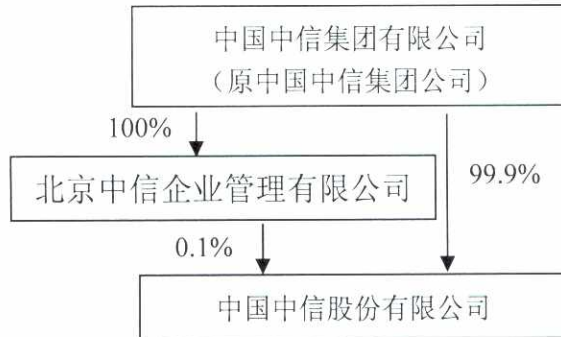 中国中信集团有限公司
（原中国中信集团公司）
100%
北京中信企业管理有限公司
99.9%
0.1%
中国中信股份有限公司